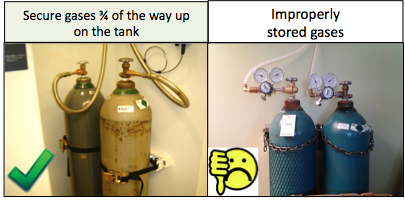 Secure gases ¾ of the way up
on the tank
Improperly
stored gases